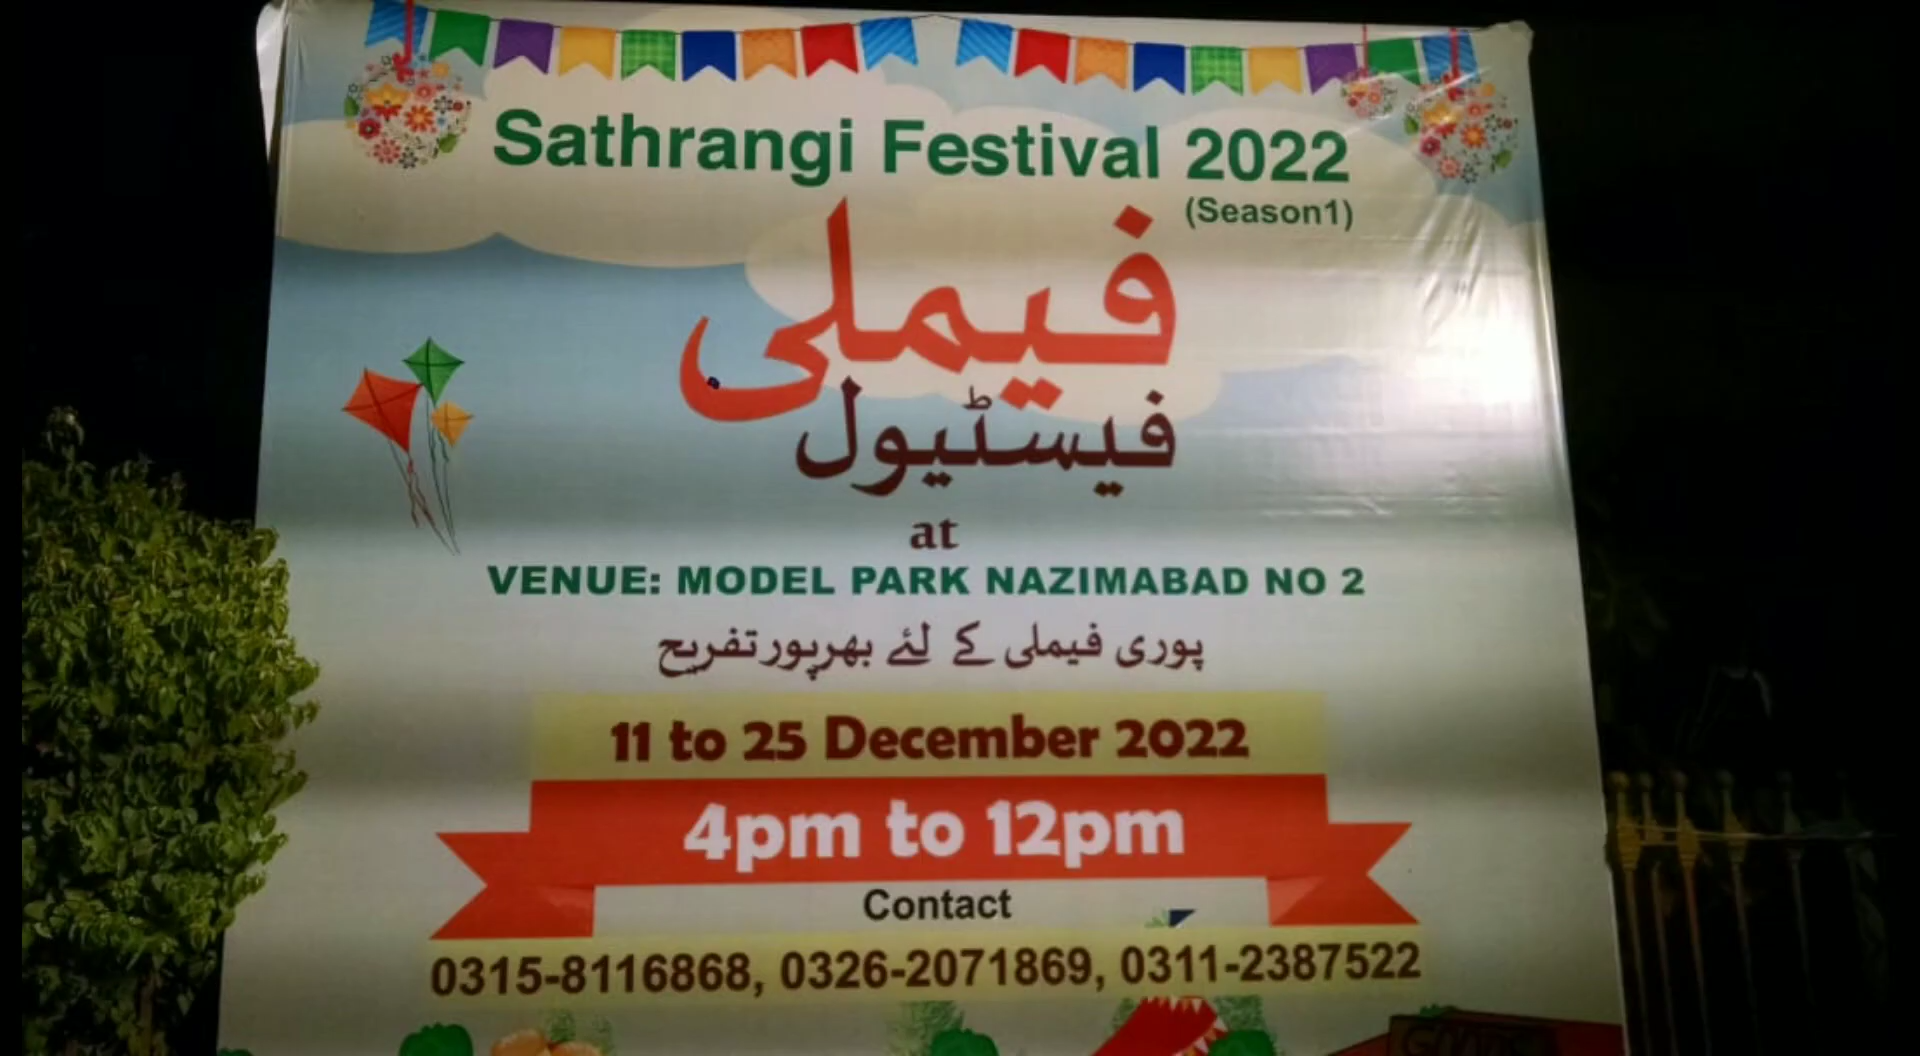 Sathrangi Festival 2022
(Season1)
فیملی
فیسٹیول
at
VENUE: MODEL PARK NAZIMABAD NO 2
پوری فیملی کے لئے بھرپور تفریح
11 to 25 December 2022
4pm to 12pm
Contact
0315-8116868, 0326-2071869, 0311-2387522